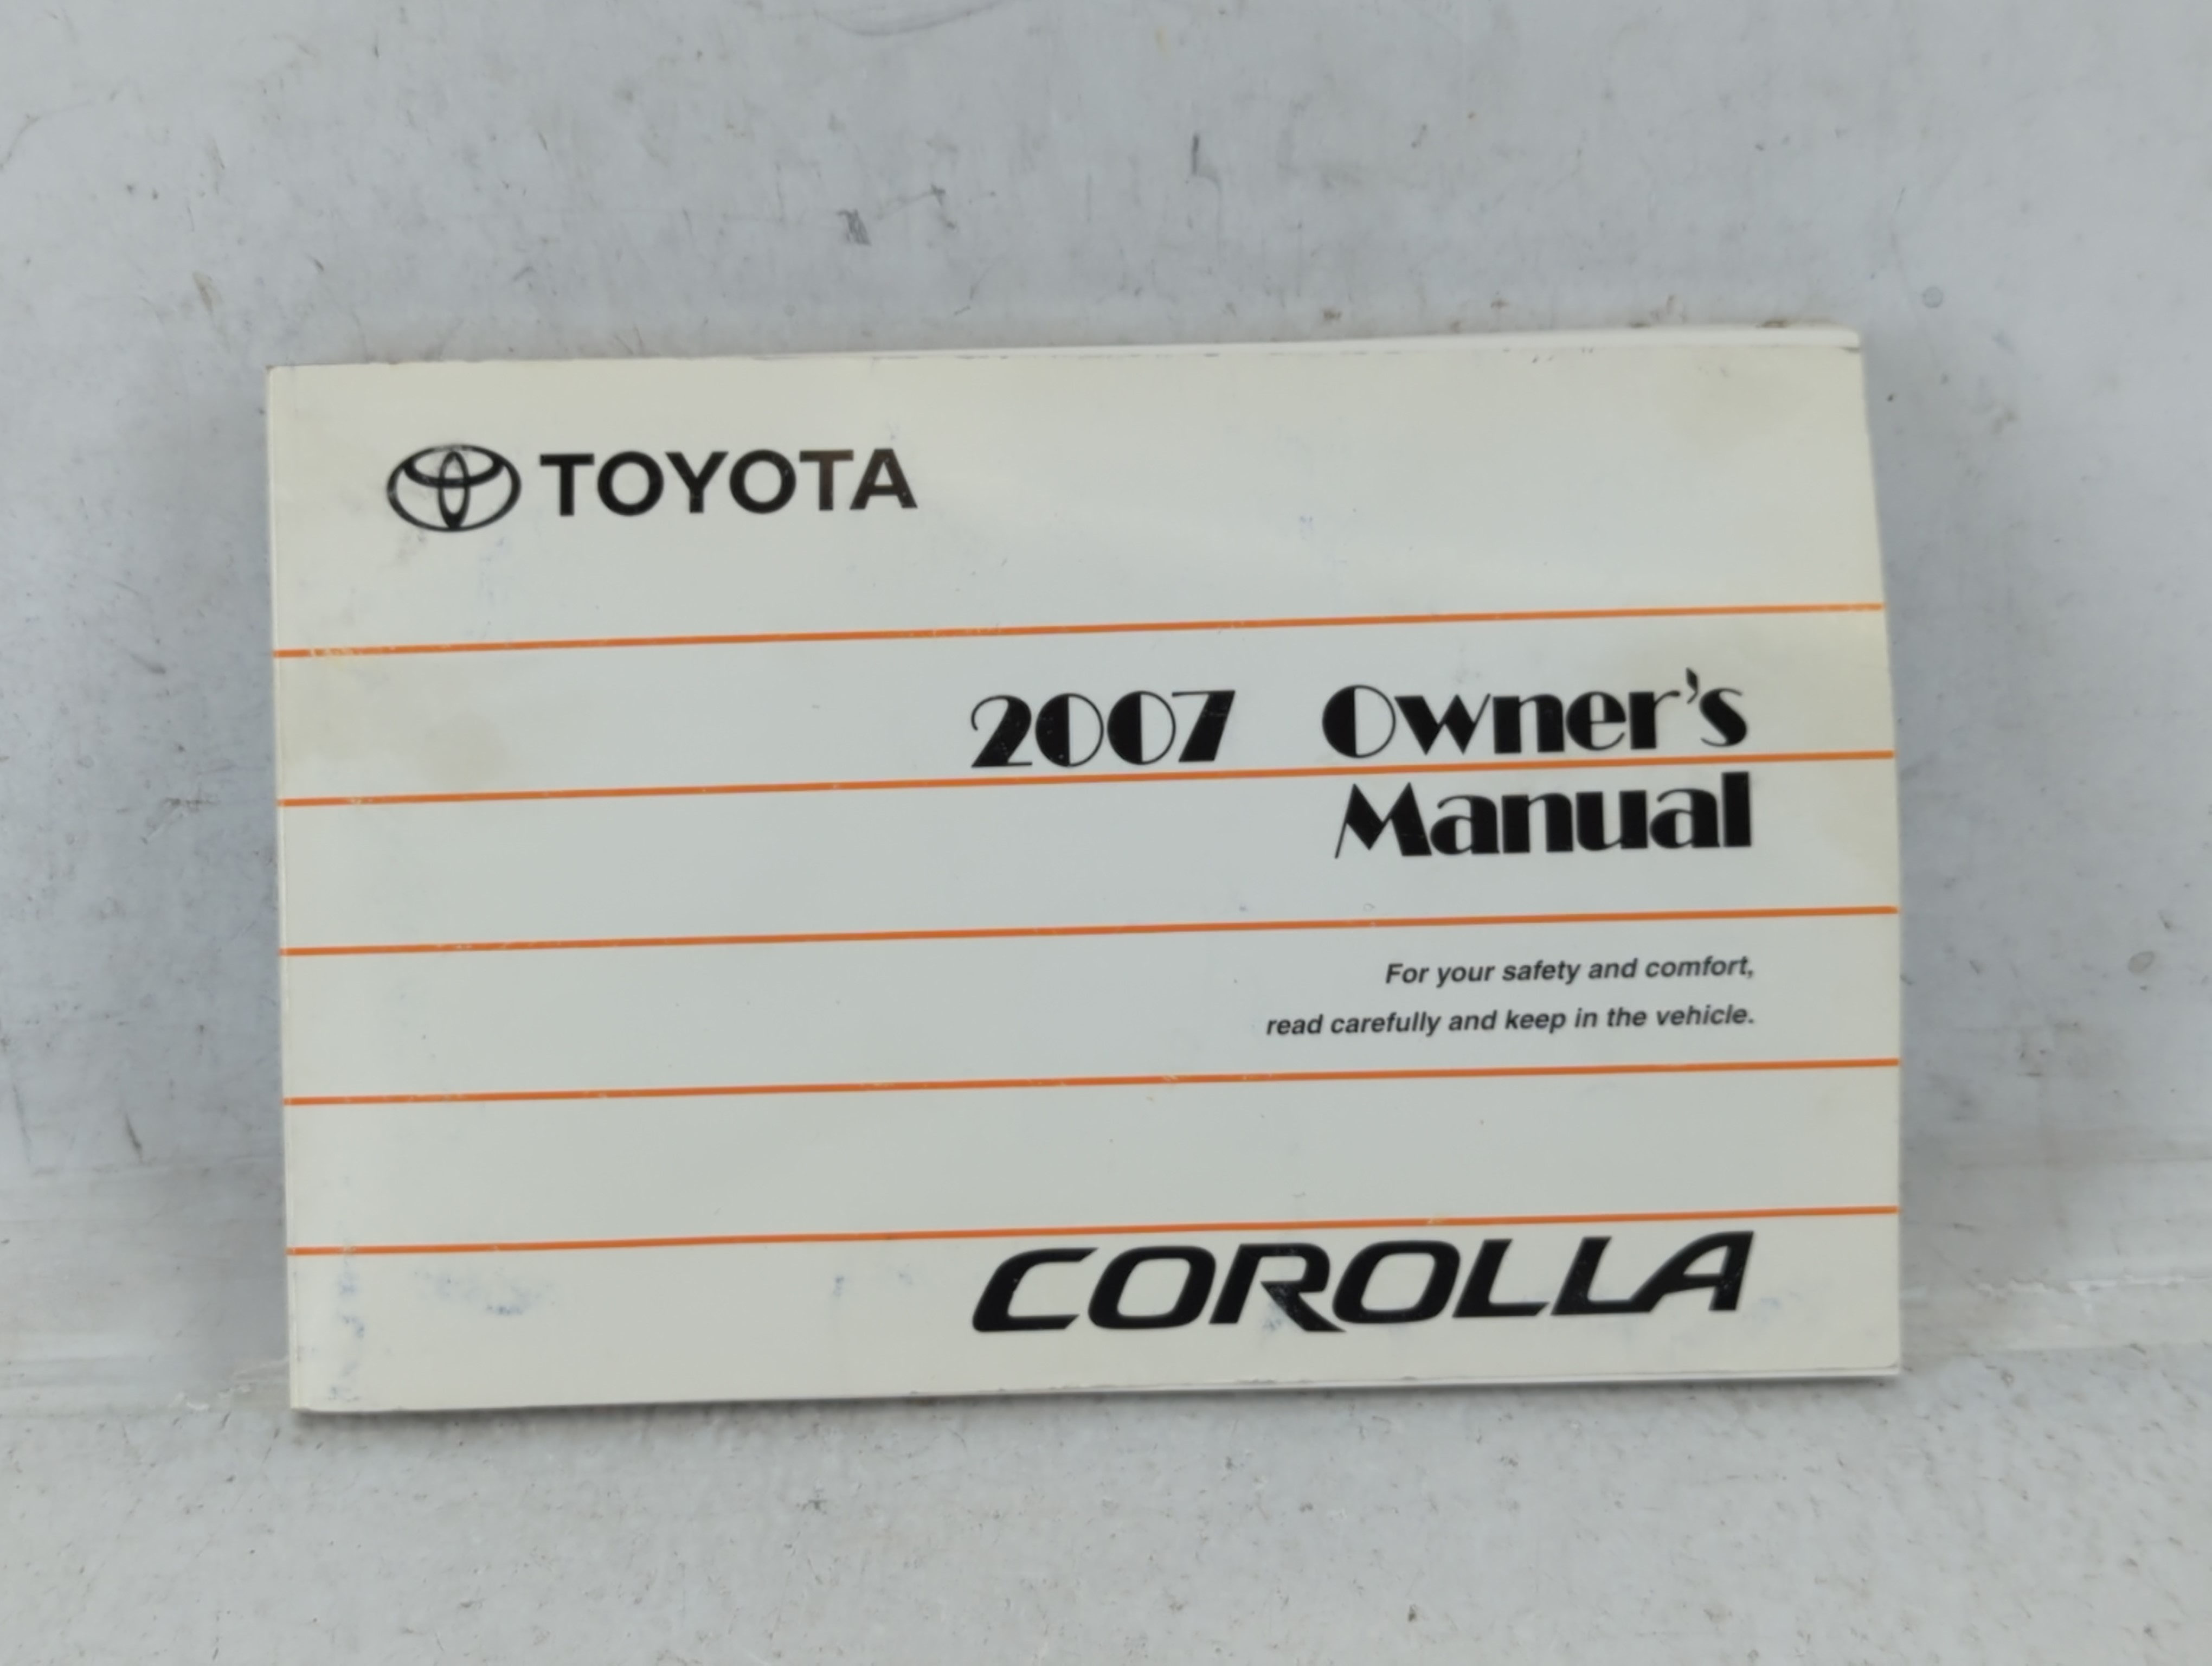 TOYOTA
2007 Owner's
Manual
For your safety and comfort,
read carefully and keep in the vehicle.
COROLLA